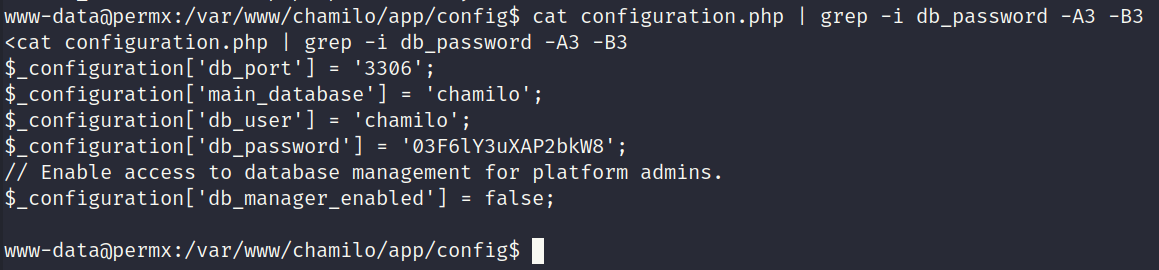 www-data@permx:/var/www/chamilo/app/config$ cat configuration.php | grep -i db_password -A3 -B3
<cat configuration.php | grep -i db_password -A3 -B3
$_configuration['db_port'] = '3306';
$_configuration['main_database'] = 'chamilo';
$_configuration['db_user'] = 'chamilo';
$_configuration['db_password'] = '03F6lY3uXAP2bkW8';
// Enable access to database management for platform admins.
$_configuration['db_manager_enabled'] = false;
www-data@permx:/var/www/chamilo/app/config$